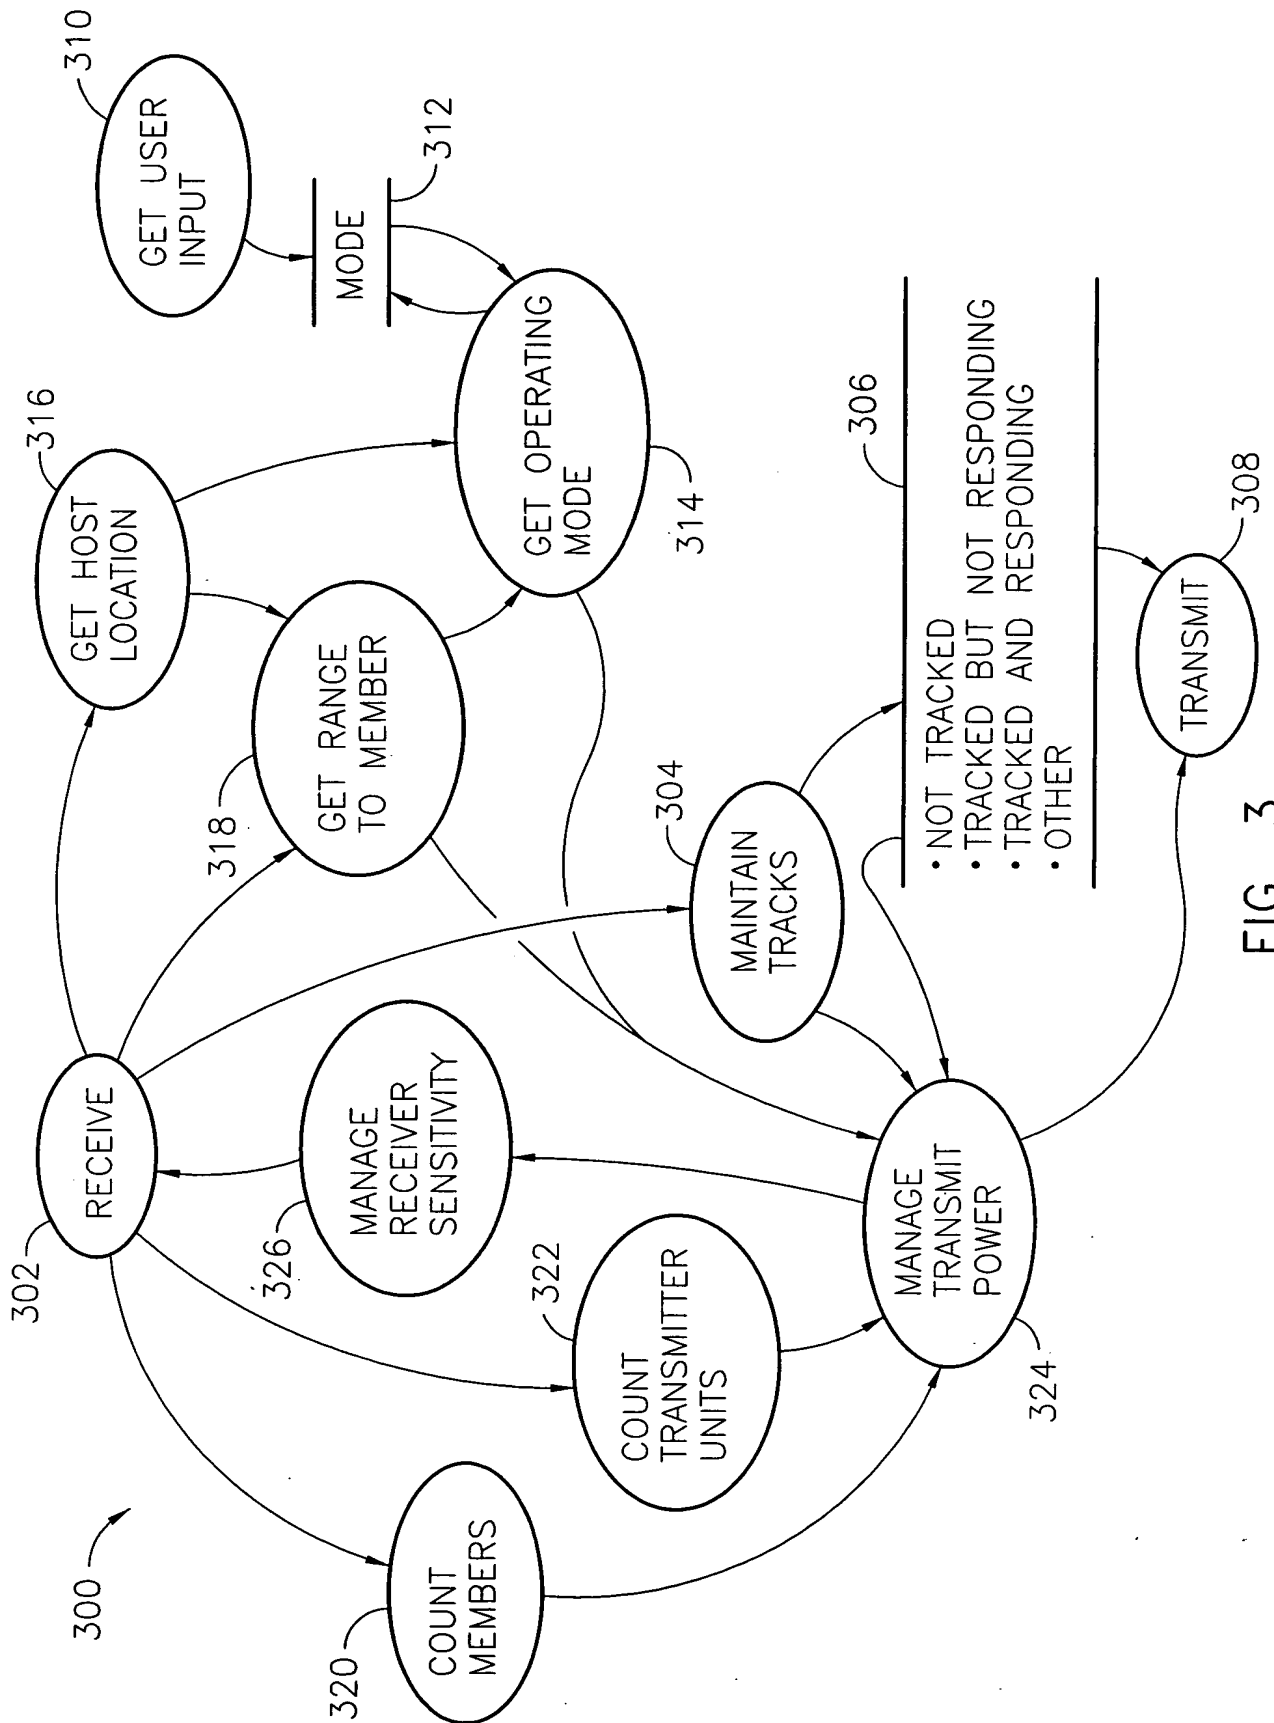 300
302
RECEIVE
316
GET HOST
LOCATION
310
GET USER
INPUT
MODE
312
318
GET RANGE
TO MEMBER
GET OPERATING
MODE
314
320
COUNT
MEMBERS
326
MANAGE
RECEIVER
SENSITIVITY
322
COUNT
TRANSMITTER
UNITS
304
MAINTAIN
TRACKS
306
• NOT TRACKED
• TRACKED BUT NOT RESPONDING
• TRACKED AND RESPONDING
• OTHER
MANAGE
TRANSMIT
POWER
324
TRANSMIT
308
FIG. 3